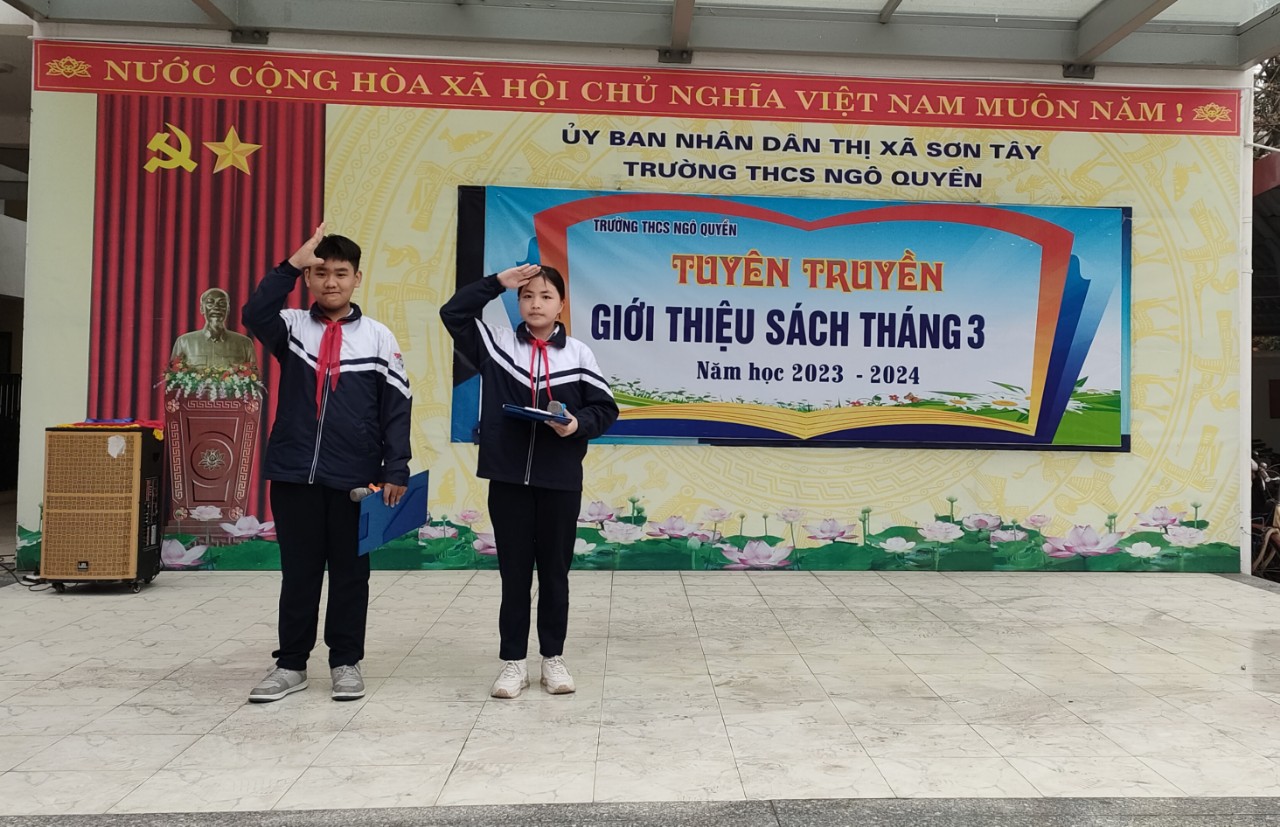 NƯỚC CỘNG HÒA XÃ HỘI CHỦ NGHĨA VIỆT NAM MUÔN NĂM !
ỦY BAN NHÂN DÂN THỊ XÃ SƠN TÂY
TRƯỜNG THCS NGÔ QUYỀN
TRƯỜNG THCS NGÔ QUYỀN
TUYÊN TRUYỀN
GIỚI THIỆU SÁCH THÁNG 3
Năm học 2023 - 2024